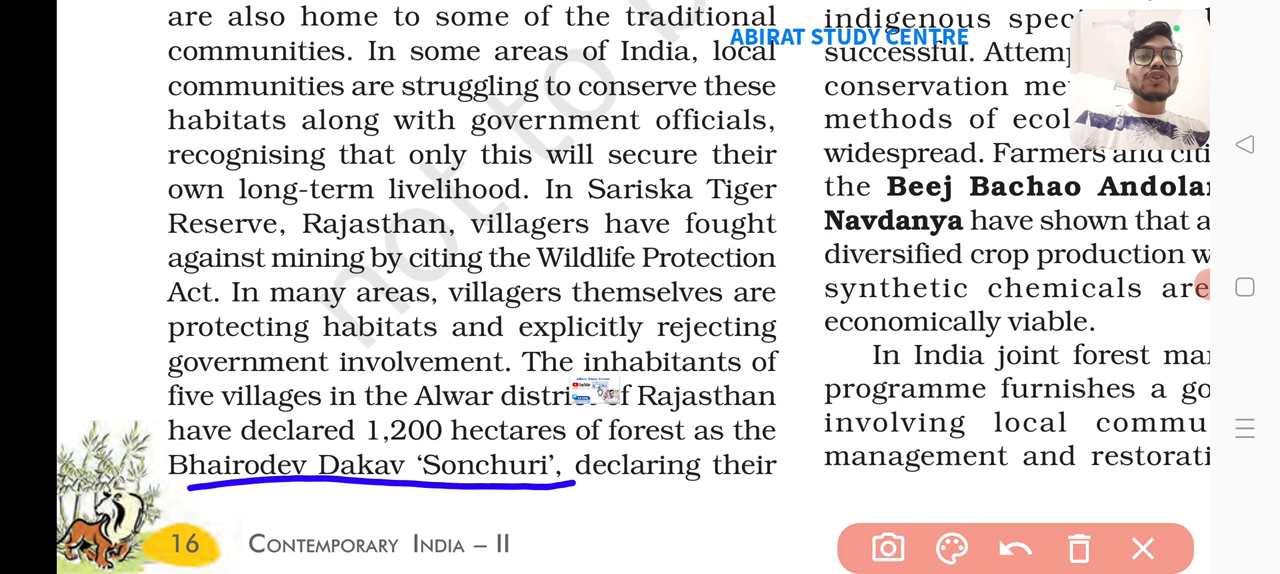 are also home to some of the traditional
communities. In some areas of India, local
communities are struggling to conserve these
habitats along with government officials,
recognising that only this will secure their
own long-term livelihood. In Sariska Tiger
Reserve, Rajasthan, villagers have fought
against mining by citing the Wildlife Protection
Act. In many areas, villagers themselves are
protecting habitats and explicitly rejecting
government involvement. The inhabitants of
five villages in the Alwar district of Rajasthan
have declared 1,200 hectares of forest as the
Bhairodev Dakav ‘Sonchuri’, declaring their
16 CONTEMPORARY INDIA – II
ABIRAT STUDY CENTRE
indigenous
successful.
conservation
methods of
widespread. Farmers and
the Beej Bachao
Navdanya have shown that a
diversified crop production
synthetic chemicals are
economically viable.
In India joint forest
programme furnishes a
involving local
management and
not to